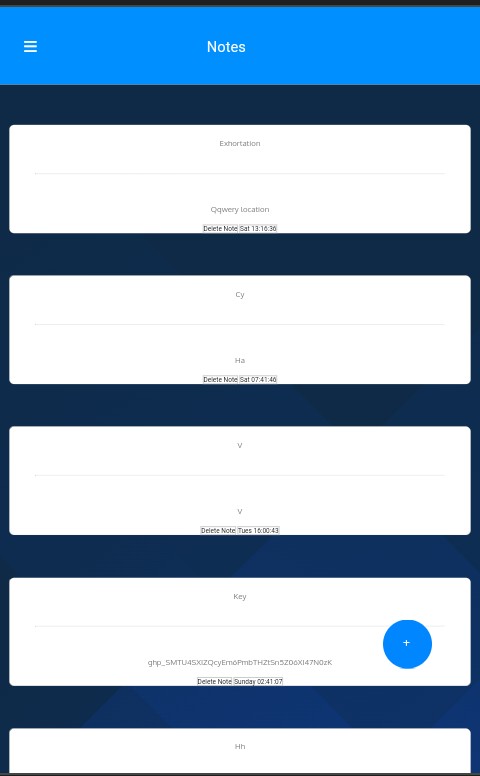 Notes
Exhortation
Qqwery location
Delete Note Sat 13:16:36
Cy
Ha
Delete Note Sat 07:41:46
V
V
Delete Note Tues 16:00:43
Key
+
Delete Note Sunday 02:41:07
Hh